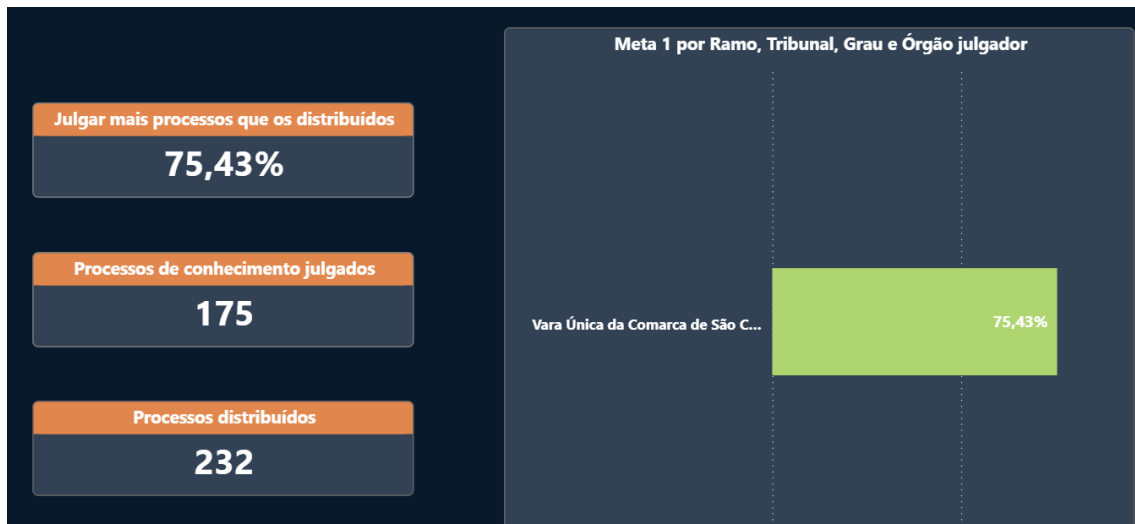 Julgar mais processos que os distribuídos
75,43%
Processos de conhecimento julgados
175
Processos distribuídos
232
Meta 1 por Ramo, Tribunal, Grau e Órgão julgador
Vara Única da Comarca de São C...
75,43%